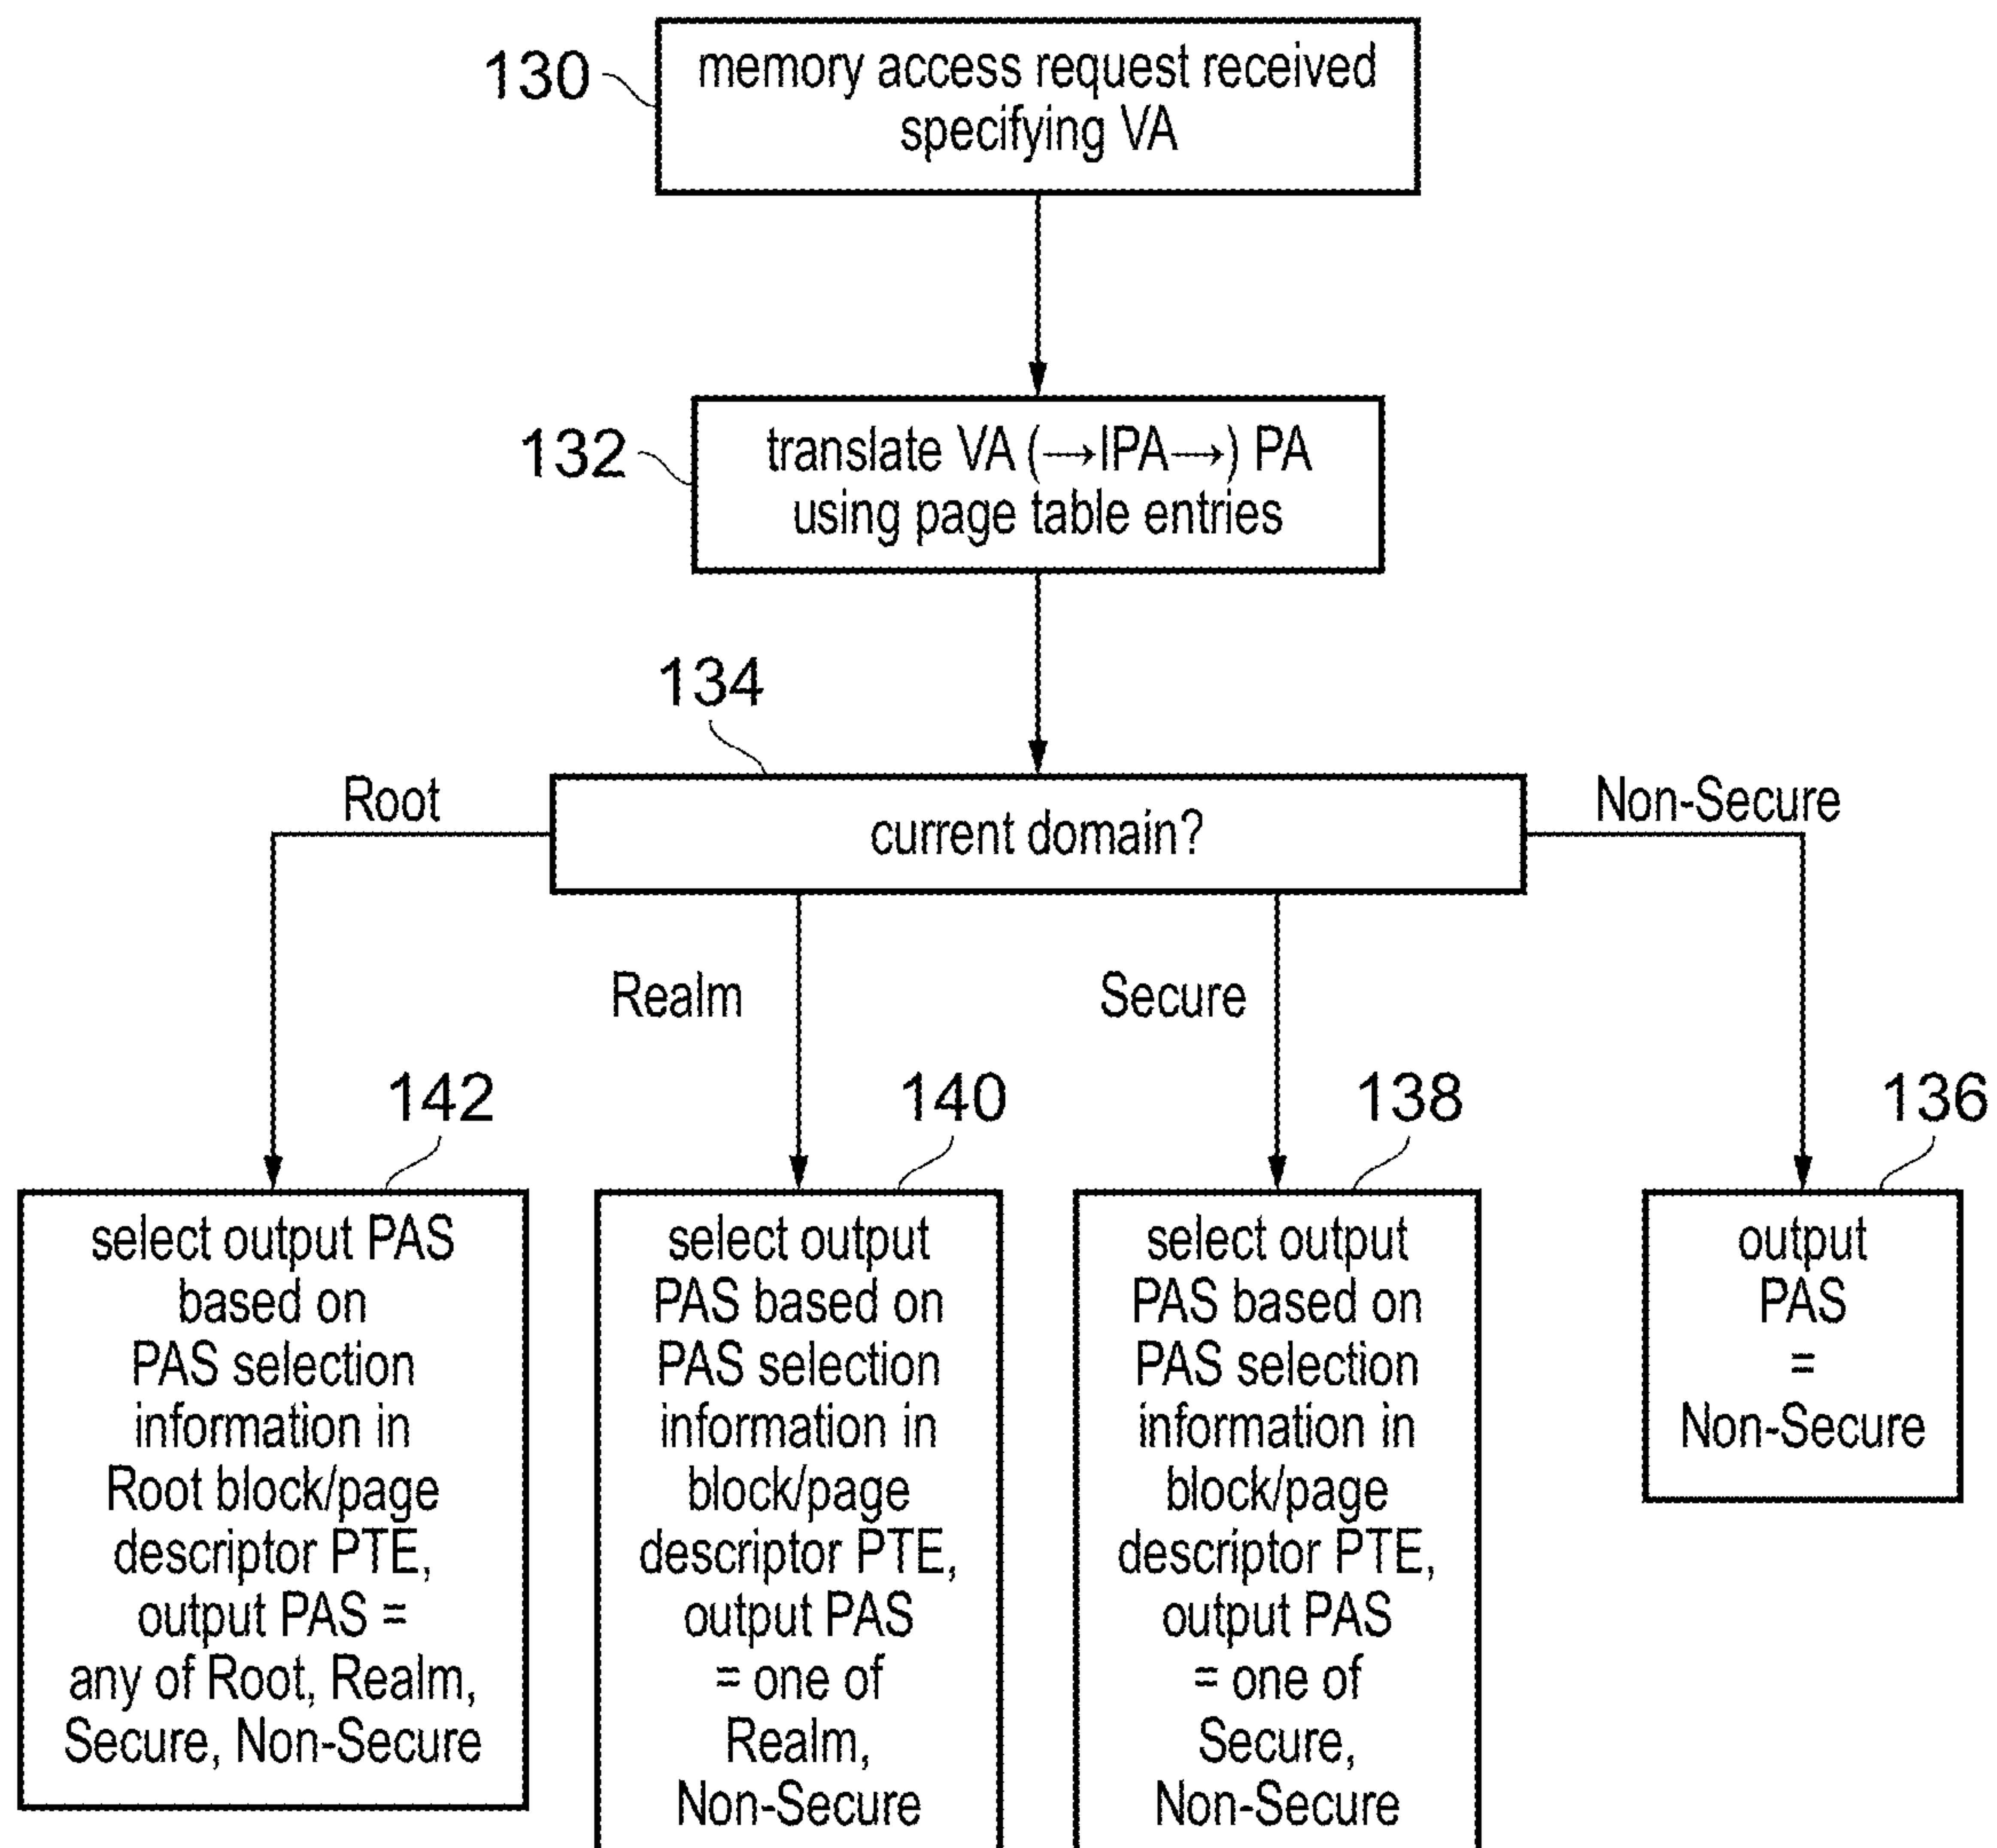 130
memory access request received
specifying VA
132
translate VA (→IPA→) PA
using page table entries
134
Root
current domain?
Non-Secure
Realm
Secure
142
140
138
136
select output PAS
based on
PAS selection
information in
Root block/page
descriptor PTE,
output PAS =
any of Root, Realm,
Secure, Non-Secure
select output
PAS based on
PAS selection
information in
block/page
descriptor PTE,
output PAS
= one of
Realm,
Non-Secure
select output
PAS based on
PAS selection
information in
block/page
descriptor PTE,
output PAS
= one of
Secure,
Non-Secure
output
PAS
=
Non-Secure